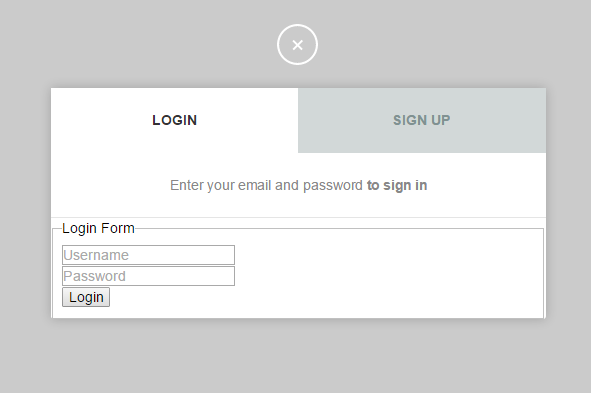 LOGIN
SIGN UP
Enter your email and password to sign in
Login Form
Username
Password
Login